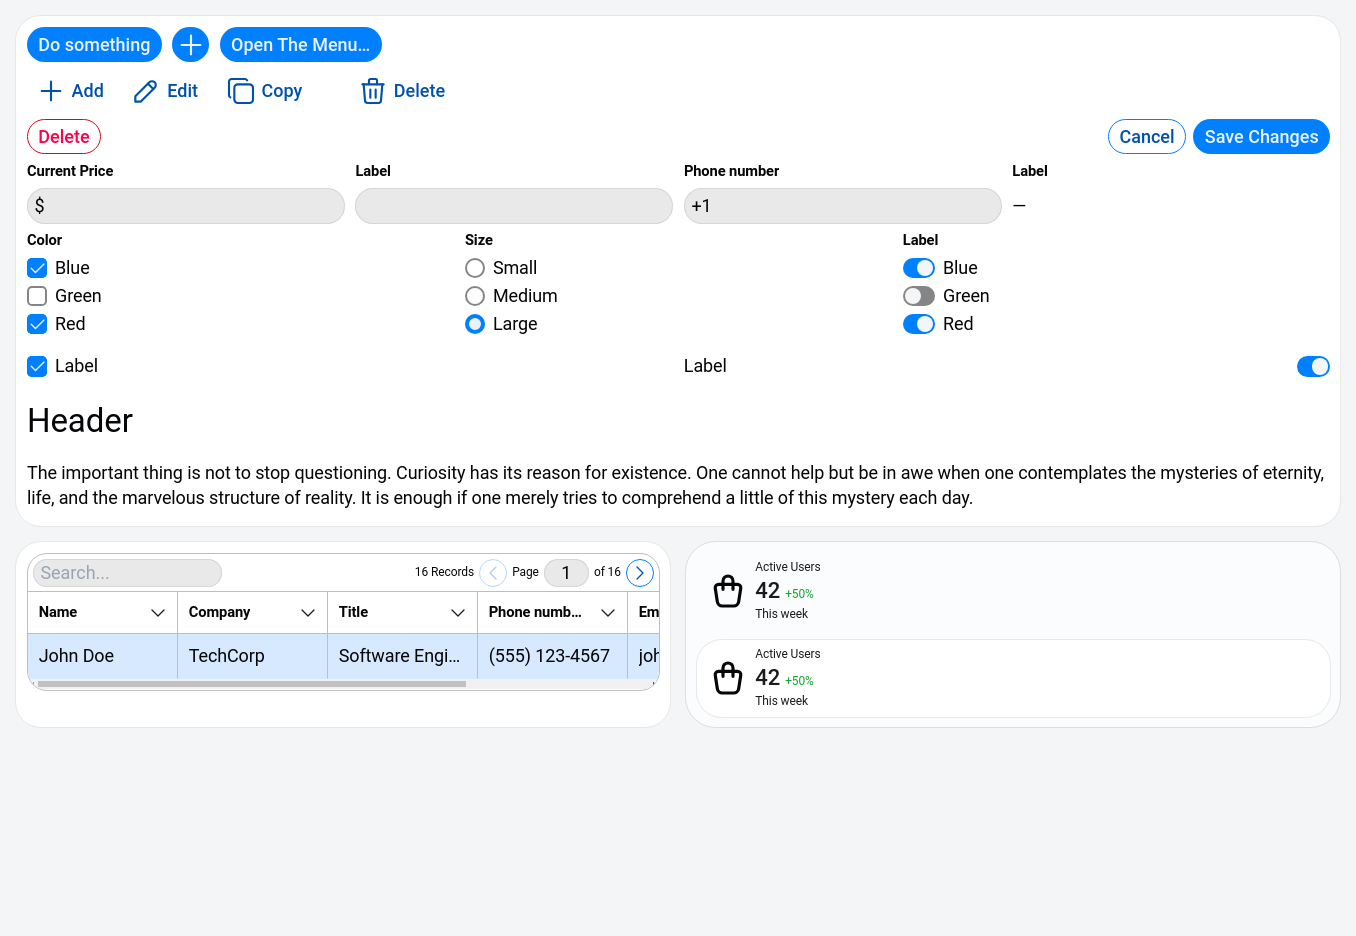 Do something Open The Menu...
Add Edit Copy Delete
Delete Cancel Save Changes
Current Price Label Phone number Label
$ +1 —
Color Size Label
Blue Small Blue
Green Medium Green
Red Large Red
Label Label
Header
The important thing is not to stop questioning. Curiosity has its reason for existence. One cannot help but be in awe when one contemplates the mysteries of eternity,
life, and the marvelous structure of reality. It is enough if one merely tries to comprehend a little of this mystery each day.
Search... 16 Records Page 1 of 16
Name Company Title Phone numb... Em
John Doe TechCorp Software Engi... (555) 123-4567 joh
Active Users
42 +50%
This week
Active Users
42 +50%
This week